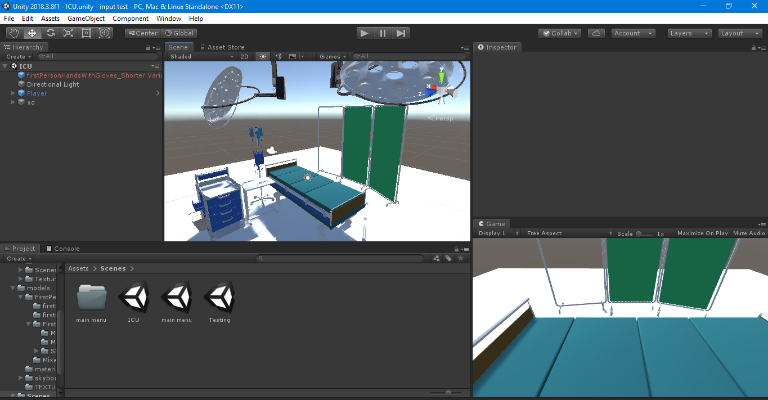 Unity 2018.3.8f1 - ICU.unity - input test - PC, Mac & Linux Standalone <DX11>
File Edit Assets GameObject Component Window Help
Center Global Collab Account Layers Layout
Hierarchy Scene Asset Store Inspector
Create All Shaded 2D Gizmos All
ICU
firstPersonHandsWithGloves_Shorter Vari
Directional Light
Player
Persp
Project Console
Create
Game
Display 1 Free Aspect Scale 1x Maximize On Play Mute Audio
Assets > Scenes >
Scenes
Textur
models
FirstPe
first
first
First
M
M
S
Mixe
materi
skybo
TEXTU
Scenes
main menu ICU main menu Testing